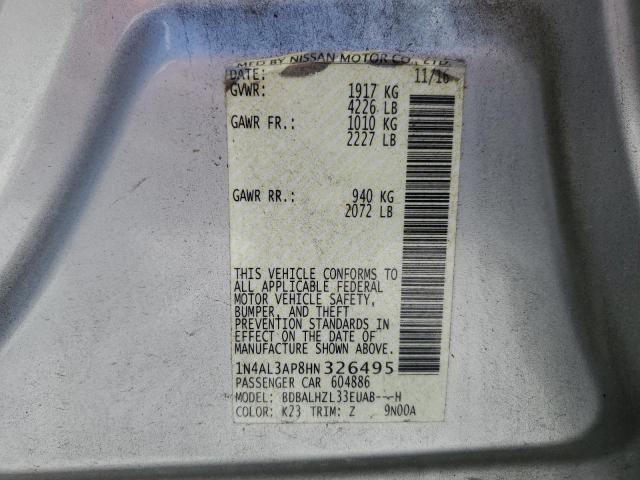 MFD BY NISSAN MOTOR CO., LTD.
DATE: 11/16
GVWR: 1917 KG
4226 LB
GAWR FR.: 1010 KG
2227 LB
GAWR RR.: 940 KG
2072 LB
THIS VEHICLE CONFORMS TO
ALL APPLICABLE FEDERAL
MOTOR VEHICLE SAFETY,
BUMPER, AND THEFT
PREVENTION STANDARDS IN
EFFECT ON THE DATE OF
MANUFACTURE SHOWN ABOVE.
1N4AL3AP8HN326495
PASSENGER CAR 604886
MODEL: BDBALHZL33EUAB---H
COLOR: K23 TRIM: Z 9N00A